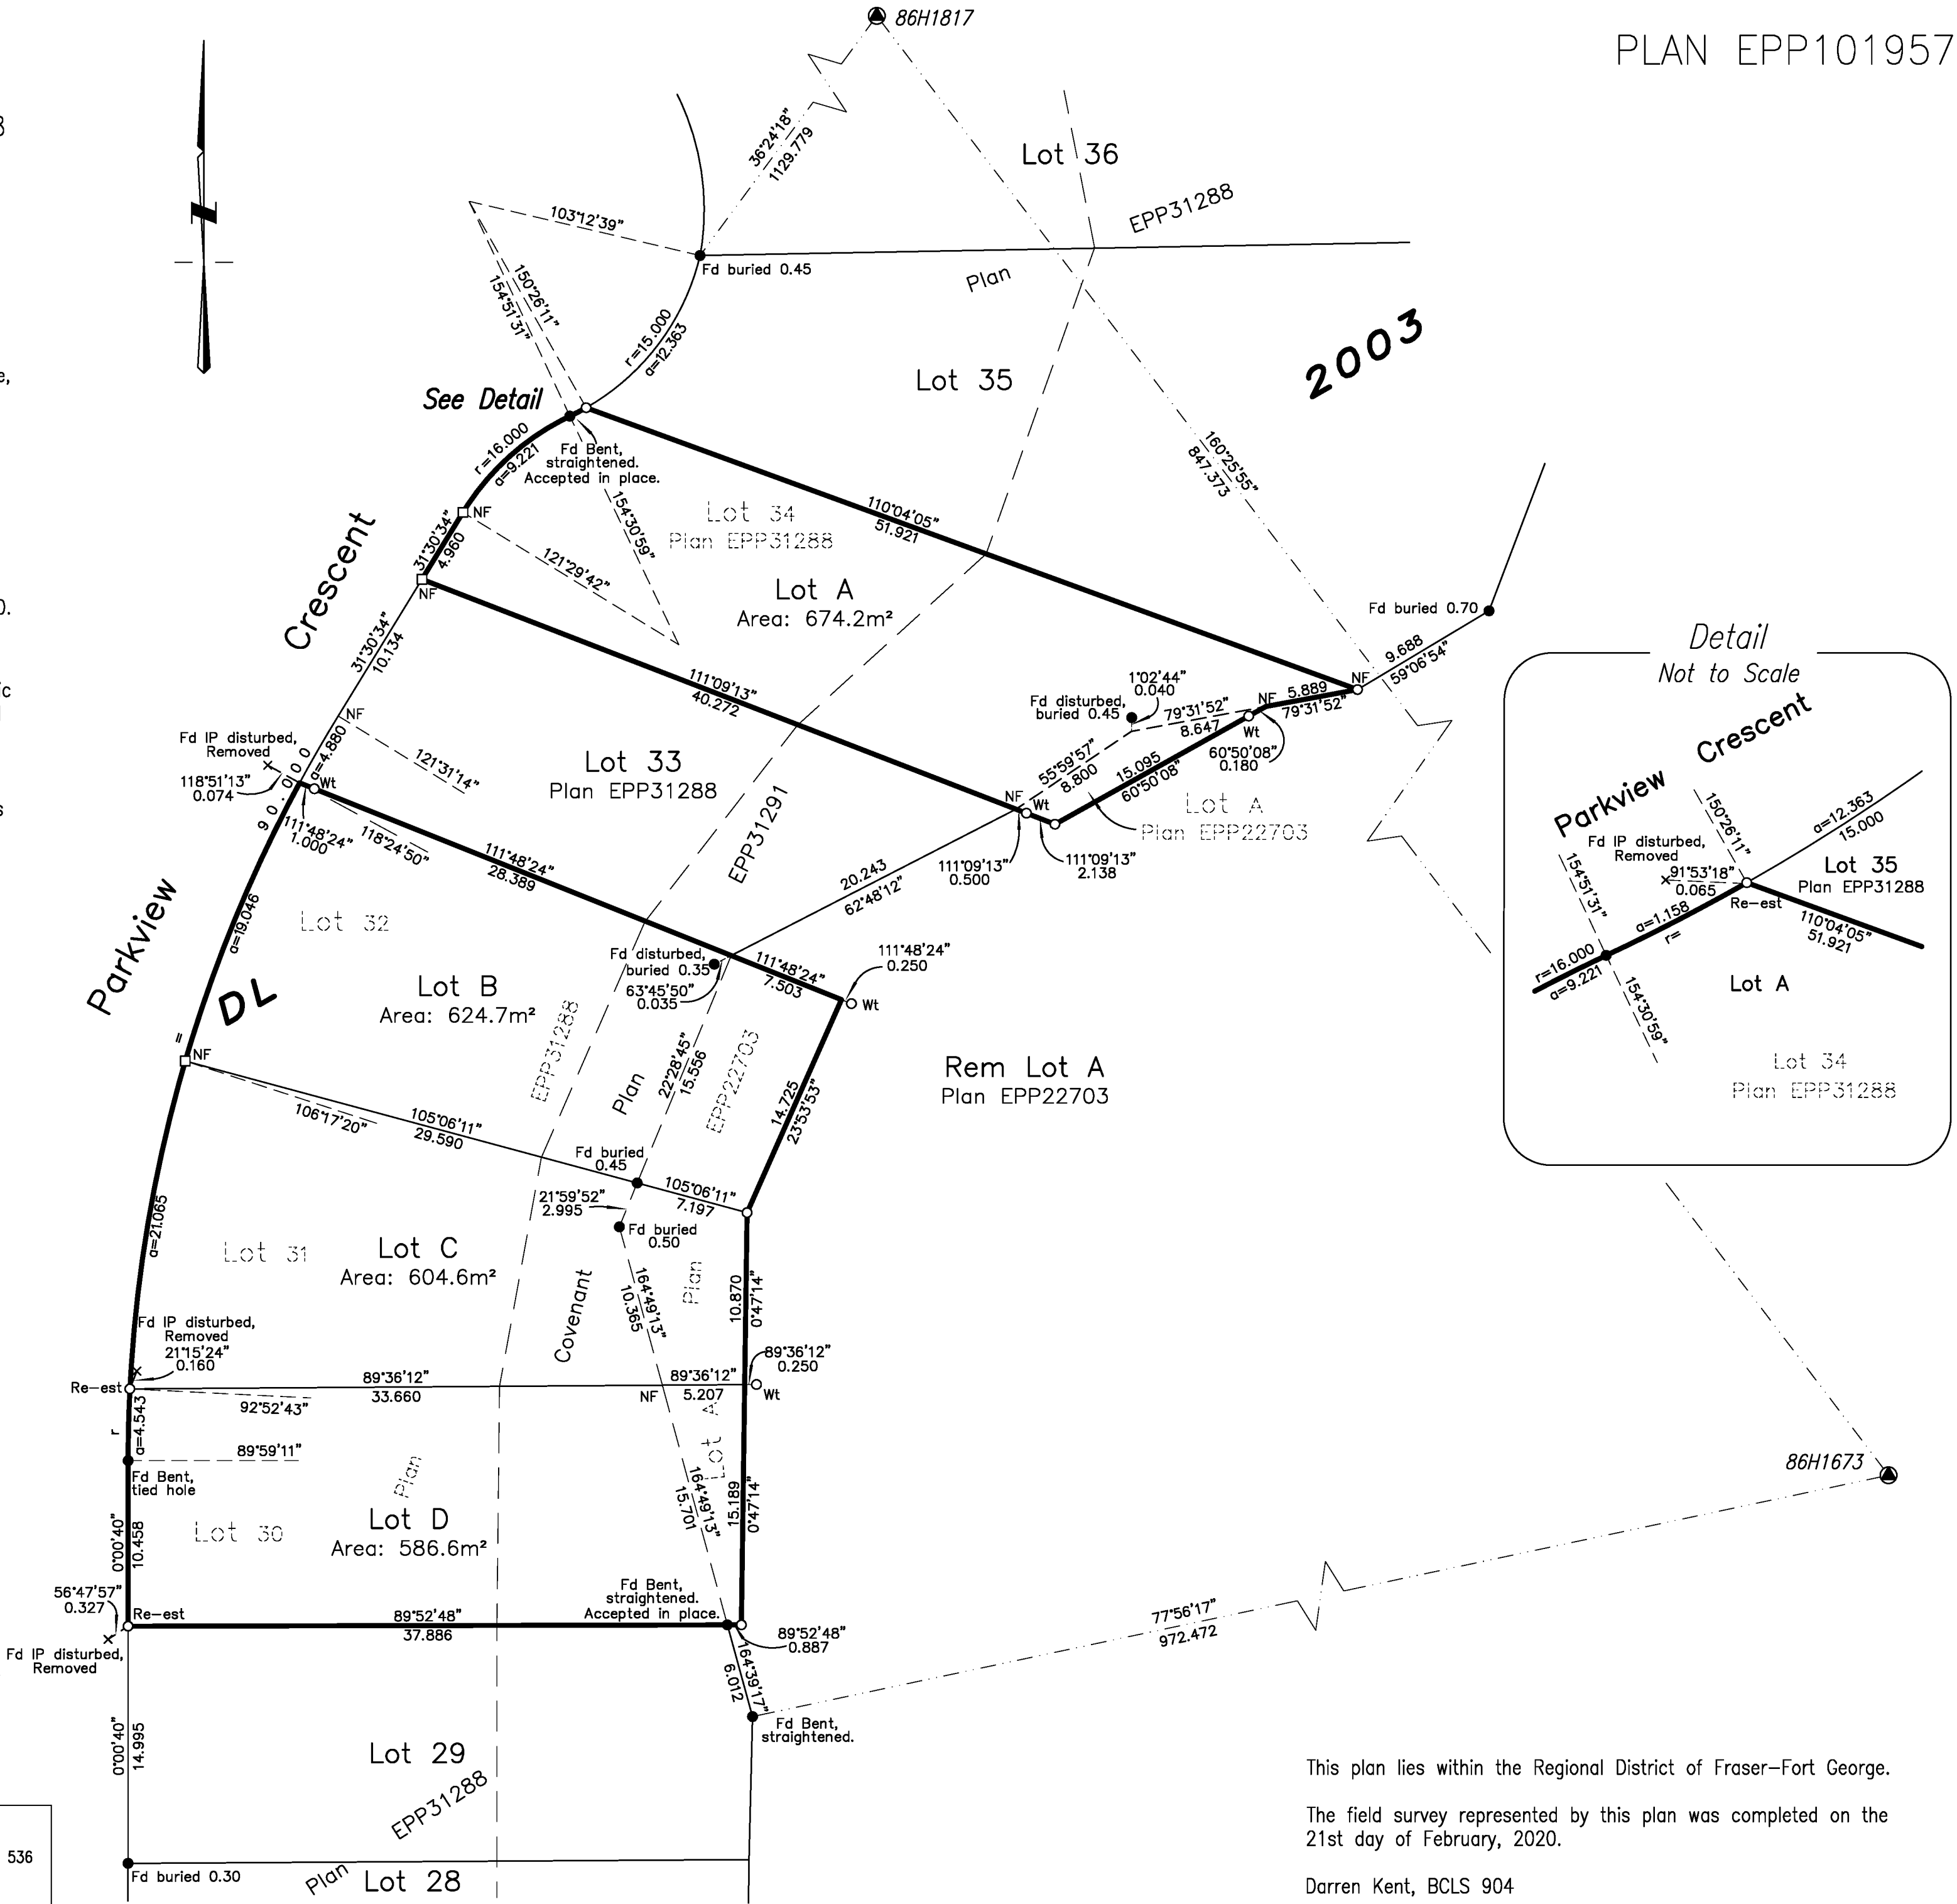 PLAN EPP101957
86H1817
36°24'18"
1129.779
Lot 36
EPP31288
Plan
103°12'39"
Fd buried 0.45
150°26'11"
154°51'31"
r=15.000
a=12.363
Lot 35
2003
See Detail
r=16.000
a=9.221
Fd Bent,
straightened.
Accepted in place.
160°25'55"
847.373
154°30'59"
110°04'05"
51.921
Lot 34
Plan EPP31288
Lot A
Area: 674.2m²
NF
31°30'34"
4.960
121°29'42"
NF
Crescent
31°30'34"
10.134
111°09'13"
40.272
Fd buried 0.70
9.688
59°06'54"
NF
5.889
79°31'52"
NF
1°02'44"
0.040
Fd disturbed,
buried 0.45
79°31'52"
8.647
Wt
60°50'08"
0.180
55°59'57"
8.800
15.095
60°50'08"
Lot A
Plan EPP22703
NF
Wt
111°09'13"
0.500
111°09'13"
2.138
NF
Fd IP disturbed,
Removed
118°51'13"
0.074
a=4.880
121°31'14"
Lot 33
Plan EPP31288
EPP31291
Wt
90.000
111°48'24"
1.000
118°24'50"
111°48'24"
28.389
20.243
62°48'12"
a=19.046
Lot 32
Parkview
DL
Lot B
Area: 624.7m²
Fd disturbed,
buried 0.35
63°45'50"
0.035
111°48'24"
7.503
111°48'24"
0.250
Wt
=
NF
EPP31288
Plan
22°28'45"
15.556
EPP22703
14.725
23°53'53"
Rem Lot A
Plan EPP22703
106°17'20"
105°06'11"
29.590
Fd buried
0.45
105°06'11"
7.197
21°59'52"
2.995
Fd buried
0.50
a=21.065
Lot 31
Lot C
Area: 604.6m²
Covenant
164°49'13"
10.365
Plan
10.870
0°47'14"
Fd IP disturbed,
Removed
21°15'24"
0.160
Re-est
89°36'12"
33.660
NF
89°36'12"
5.207
89°36'12"
0.250
Wt
92°52'43"
r
a=4.543
89°59'11"
Fd Bent,
tied hole
Plan
Lot A
164°49'13"
15.701
15.189
0°47'14"
Lot 30
Lot D
Area: 586.6m²
0°00'40"
10.458
56°47'57"
0.327
Re-est
Fd IP disturbed,
Removed
89°52'48"
37.886
Fd Bent,
straightened.
Accepted in place.
89°52'48"
0.887
164°39'17"
6.012
Fd Bent,
straightened.
77°56'17"
972.472
86H1673
0°00'40"
14.995
Lot 29
EPP31288
Plan
Fd buried 0.30
Lot 28
536
Detail
Not to Scale
Parkview
Crescent
150°26'11"
a=12.363
15.000
Fd IP disturbed,
Removed
91°53'18"
0.065
154°51'31"
Lot 35
Plan EPP31288
Re-est
a=1.158
r=
110°04'05"
51.921
r=16.000
a=9.221
Lot A
154°30'59"
Lot 34
Plan EPP31288
This plan lies within the Regional District of Fraser-Fort George.
The field survey represented by this plan was completed on the
21st day of February, 2020.
Darren Kent, BCLS 904